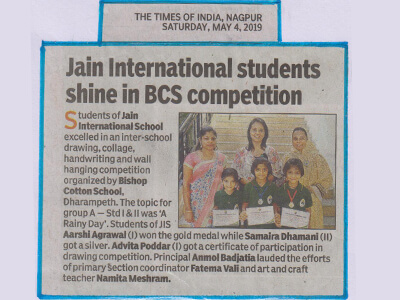 THE TIMES OF INDIA, NAGPUR
SATURDAY, MAY 4, 2019
Jain International students
shine in BCS competition
Students of Jain
International School
excelled in an inter-school
drawing, collage,
handwriting and wall
hanging competition
organized by Bishop
Cotton School,
Dharampeth. The topic for
group A — Std I & II was ‘A
Rainy Day’. Students of JIS
Aarshi Agrawal (I) won the gold medal while Samaira Dhamani (II)
got a silver. Advita Poddar (I) got a certificate of participation in
drawing competition. Principal Anmol Badjatia lauded the efforts
of primary Section coordinator Fatema Vali and art and craft
teacher Namita Meshram.